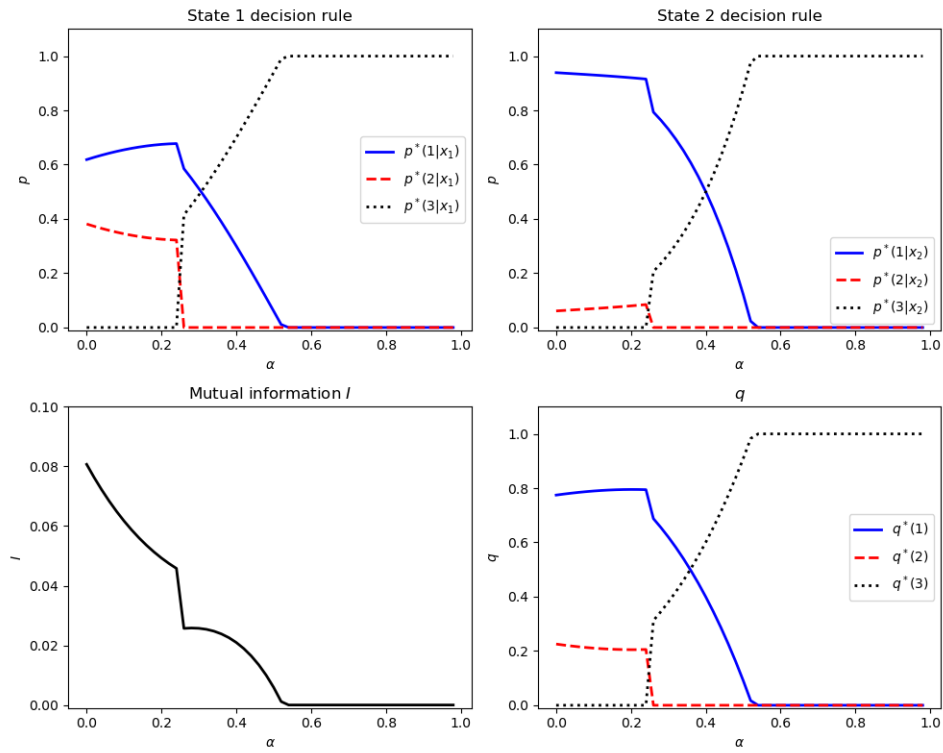 State 1 decision rule
1.0
0.8
0.6
0.4
0.2
0.0
p
p*(1|x₁)
p*(2|x₁)
p*(3|x₁)
0.0 0.2 0.4 0.6 0.8 1.0
α
State 2 decision rule
1.0
0.8
0.6
0.4
0.2
0.0
p
p*(1|x₂)
p*(2|x₂)
p*(3|x₂)
0.0 0.2 0.4 0.6 0.8 1.0
α
Mutual information I
0.10
0.08
0.06
0.04
0.02
0.00
I
0.0 0.2 0.4 0.6 0.8 1.0
α
q
1.0
0.8
0.6
0.4
0.2
0.0
q
q*(1)
q*(2)
q*(3)
0.0 0.2 0.4 0.6 0.8 1.0
α